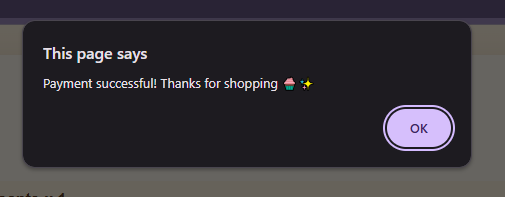 This page says
Payment successful! Thanks for shopping 🧁✨
OK